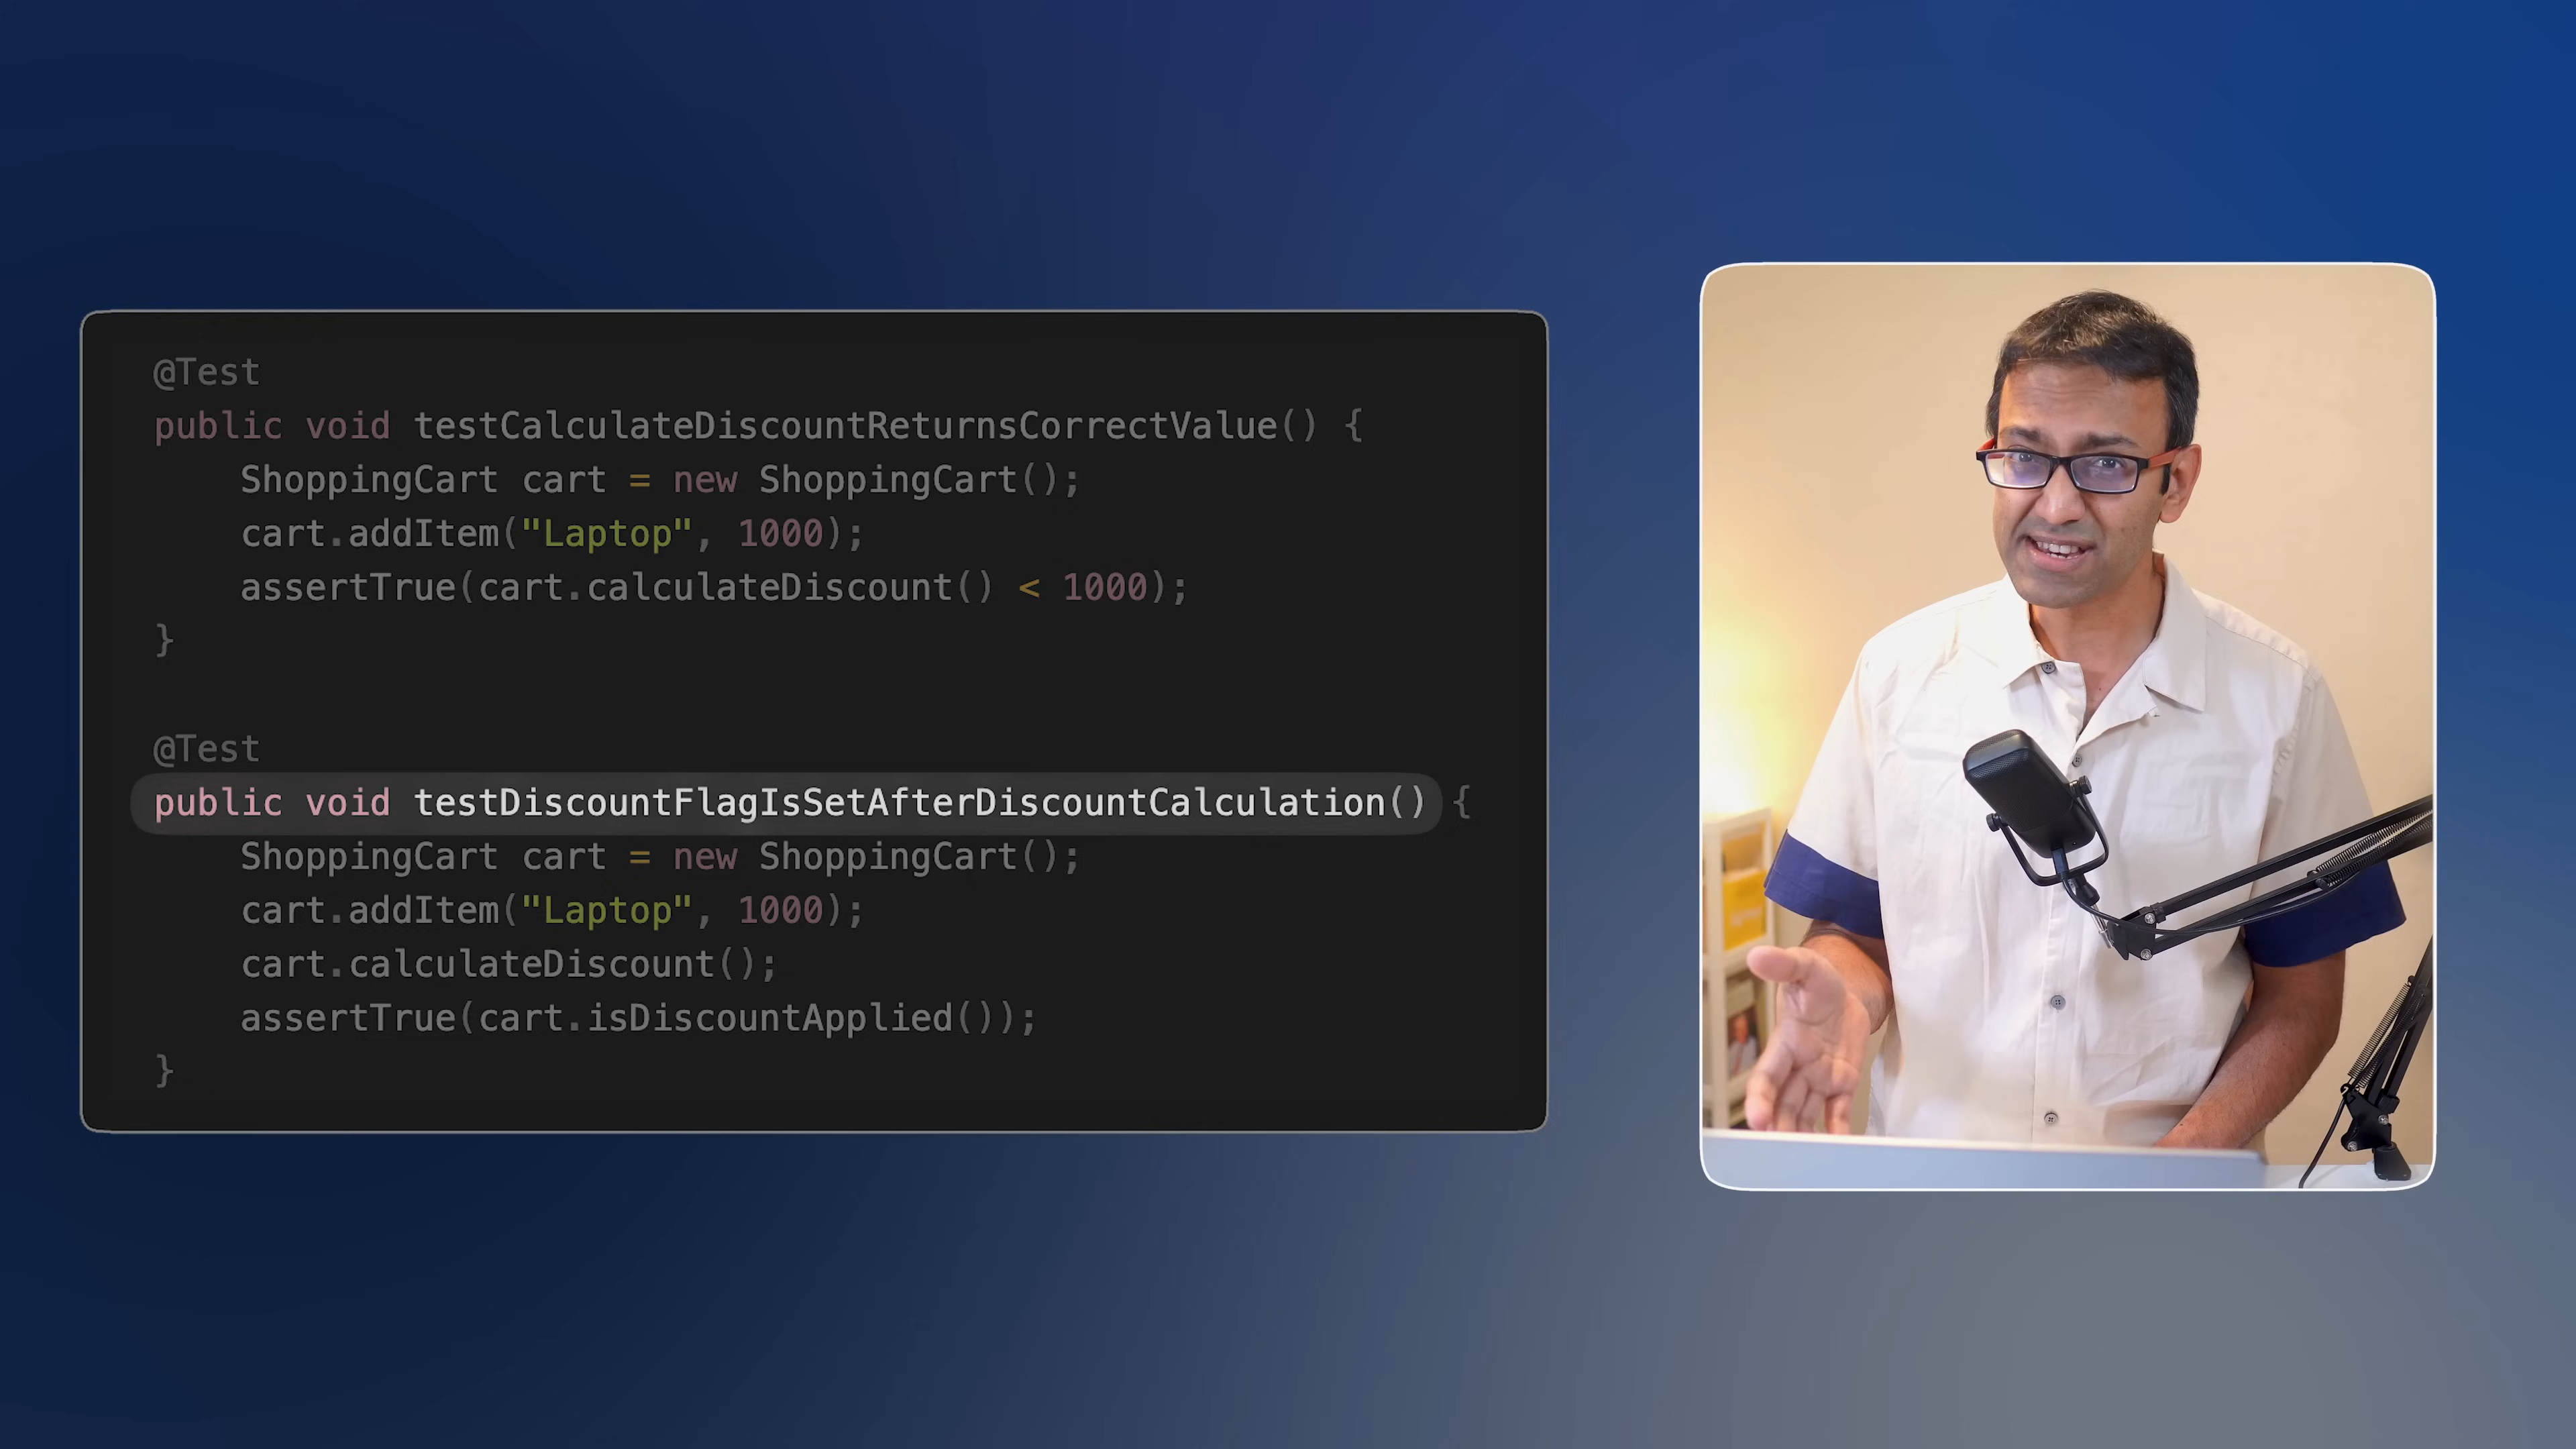 @Test
public void testCalculateDiscountReturnsCorrectValue() {
    ShoppingCart cart = new ShoppingCart();
    cart.addItem("Laptop", 1000);
    assertTrue(cart.calculateDiscount() < 1000);
}
@Test
public void testDiscountFlagIsSetAfterDiscountCalculation() {
    ShoppingCart cart = new ShoppingCart();
    cart.addItem("Laptop", 1000);
    cart.calculateDiscount();
    assertTrue(cart.isDiscountApplied());
}